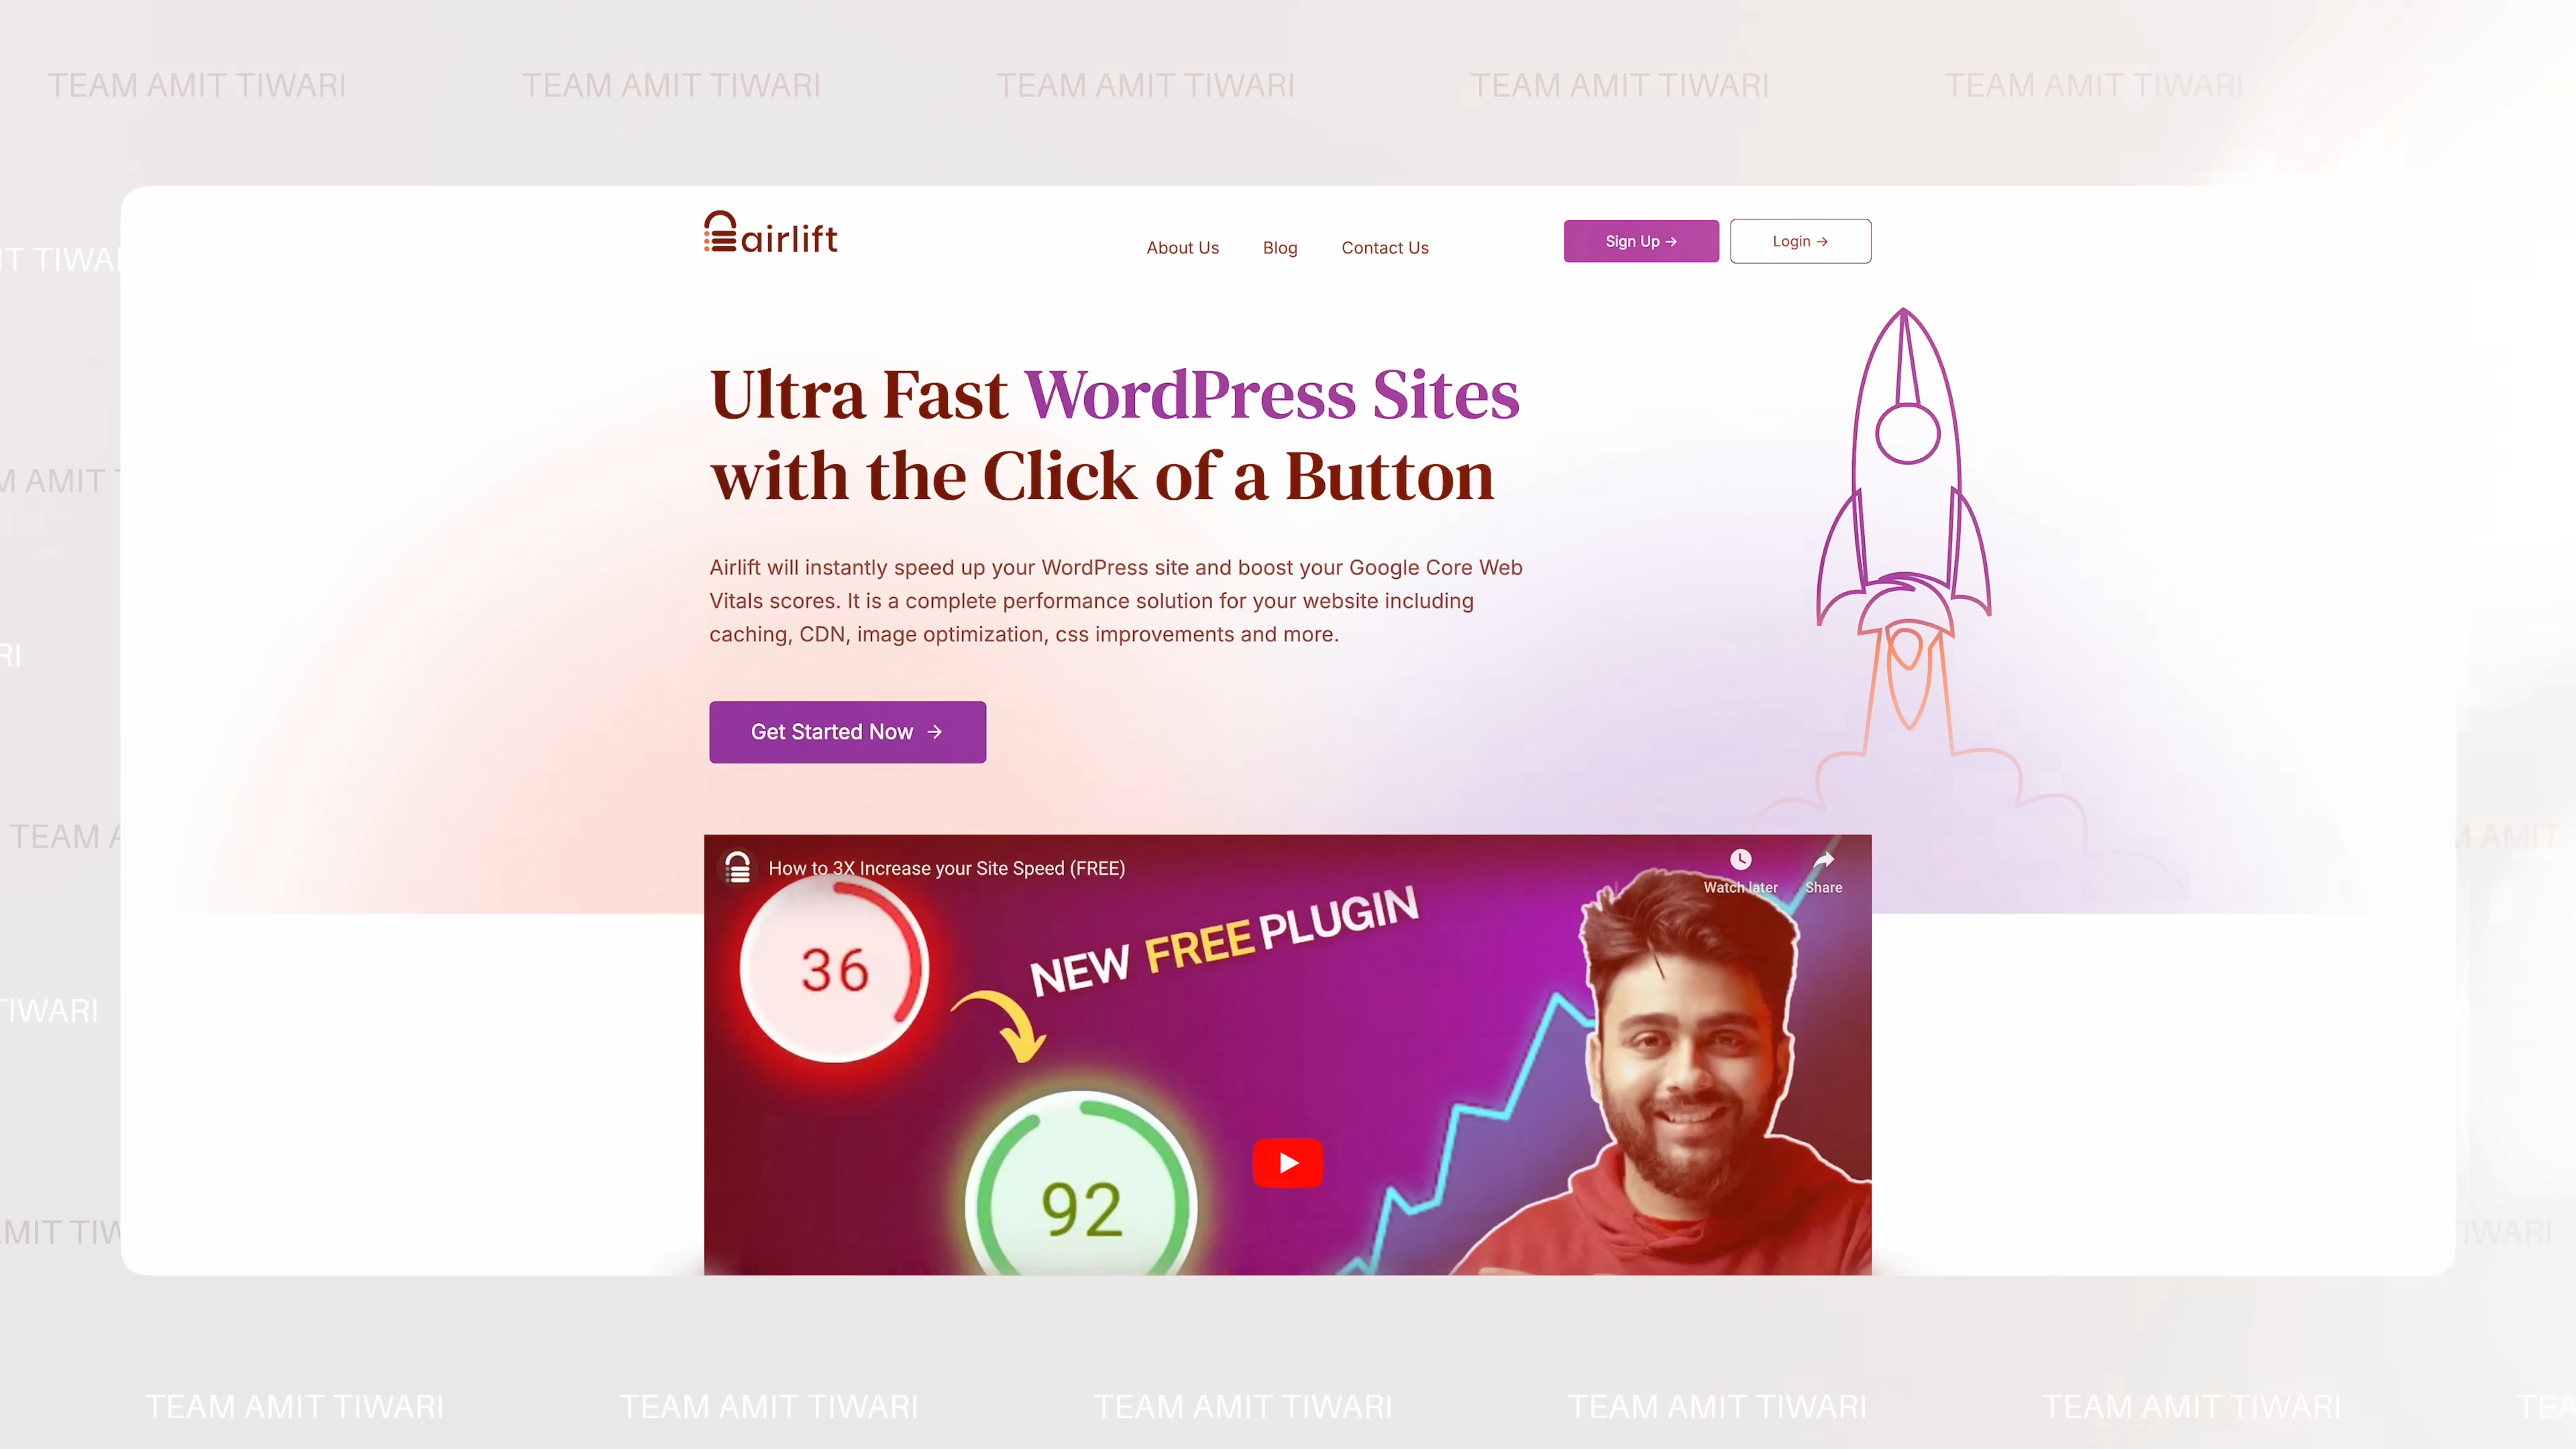 TEAM AMIT TIWARI TEAM AMIT TIWARI TEAM AMIT TIWARI TEAM AMIT TIWARI TEAM AMIT TIWARI
airlift
About Us Blog Contact Us
Sign Up → Login →
Ultra Fast WordPress Sites
with the Click of a Button
Airlift will instantly speed up your WordPress site and boost your Google Core Web
Vitals scores. It is a complete performance solution for your website including
caching, CDN, image optimization, css improvements and more.
Get Started Now →
How to 3X Increase your Site Speed (FREE)
Watch later Share
36
NEW FREE PLUGIN
92
AMIT
TEAM
TIWARI
TIWARI
TEAM AMIT TIWARI TEAM AMIT TIWARI TEAM AMIT TIWARI TEAM AMIT TIWARI TEAM AMIT TIWARI